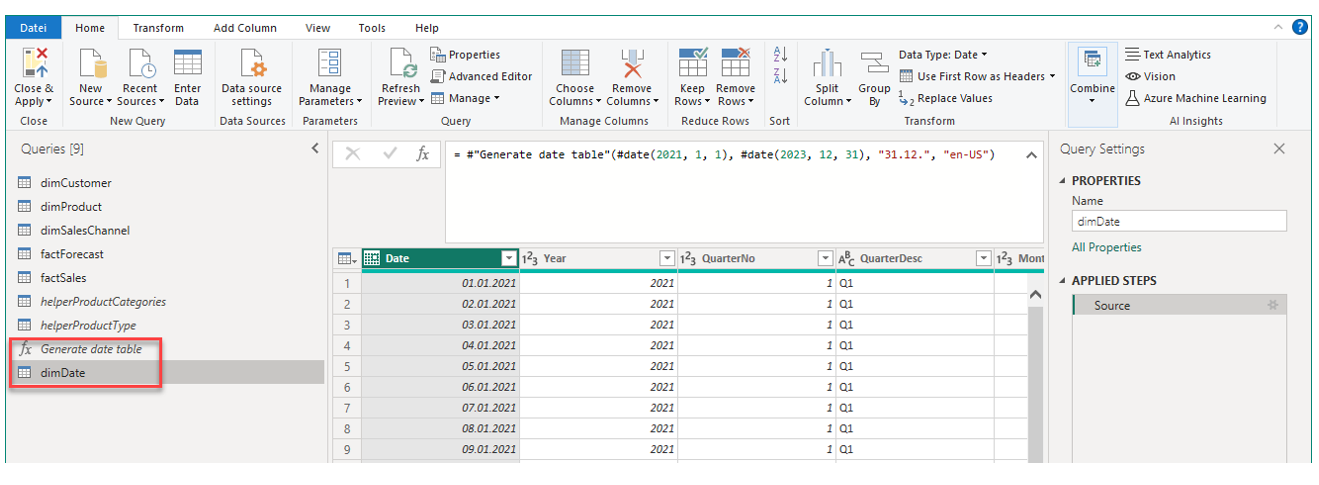 Datei Home Transform Add Column View Tools Help
Close & Apply
New Source
Recent Sources
Enter Data
Data source settings
Manage Parameters
Refresh Preview
Properties
Advanced Editor
Manage
Choose Columns
Remove Columns
Keep Rows
Remove Rows
Split Column
Group By
Data Type: Date
Use First Row as Headers
Replace Values
Combine
Text Analytics
Vision
Azure Machine Learning
Close New Query Data Sources Parameters Query Manage Columns Reduce Rows Sort Transform AI Insights
Queries [9]
dimCustomer
dimProduct
dimSalesChannel
factForecast
factSales
helperProductCategories
helperProductType
fx Generate date table
dimDate
fx = #"Generate date table"(#date(2021, 1, 1), #date(2023, 12, 31), "31.12.", "en-US")
Date 123 Year 123 QuarterNo ABC QuarterDesc 123 Mont
1 01.01.2021 2021 1 Q1
2 02.01.2021 2021 1 Q1
3 03.01.2021 2021 1 Q1
4 04.01.2021 2021 1 Q1
5 05.01.2021 2021 1 Q1
6 06.01.2021 2021 1 Q1
7 07.01.2021 2021 1 Q1
8 08.01.2021 2021 1 Q1
9 09.01.2021 2021 1 Q1
Query Settings
PROPERTIES
Name
dimDate
All Properties
APPLIED STEPS
Source